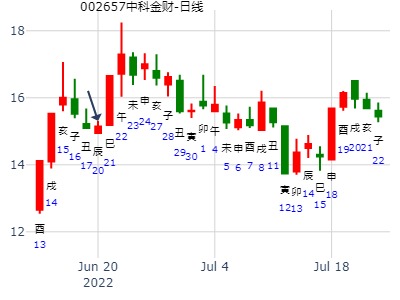 002657中科金财-日线
18
16
14
12
酉 戌 亥 子 丑 辰 巳 午 未 申 亥 子 丑 寅 卯 午 未 申 酉 戌 丑 寅 卯 辰 巳 申 酉 戌 亥 子
13 14 15 16 17 20 21 22 23 24 27 28 29 30 1 4 5 6 7 8 11 12 13 14 15 18 19 20 21 22
Jun 20 Jul 4 Jul 18
2022